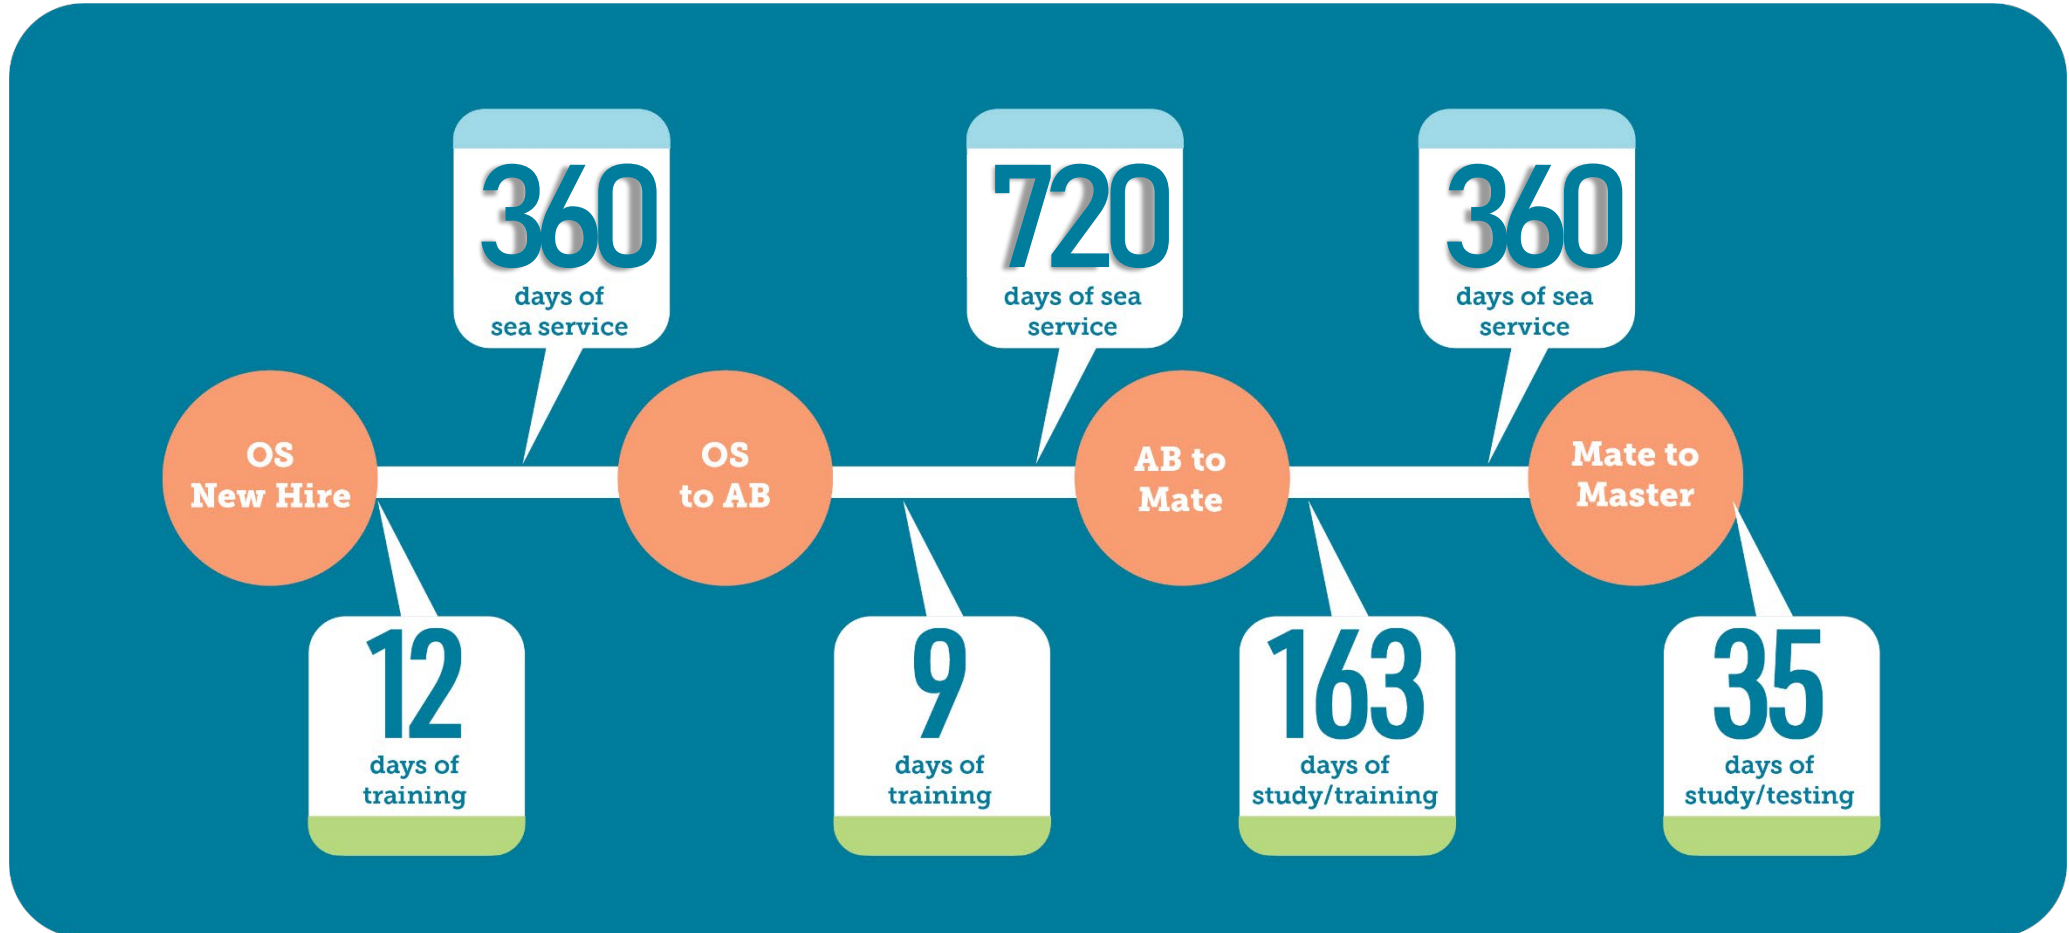 360
days of
sea service
720
days of sea
service
360
days of sea
service
OS
New Hire
OS
to AB
AB to
Mate
Mate to
Master
12
days of
training
9
days of
training
163
days of
study/training
35
days of
study/testing